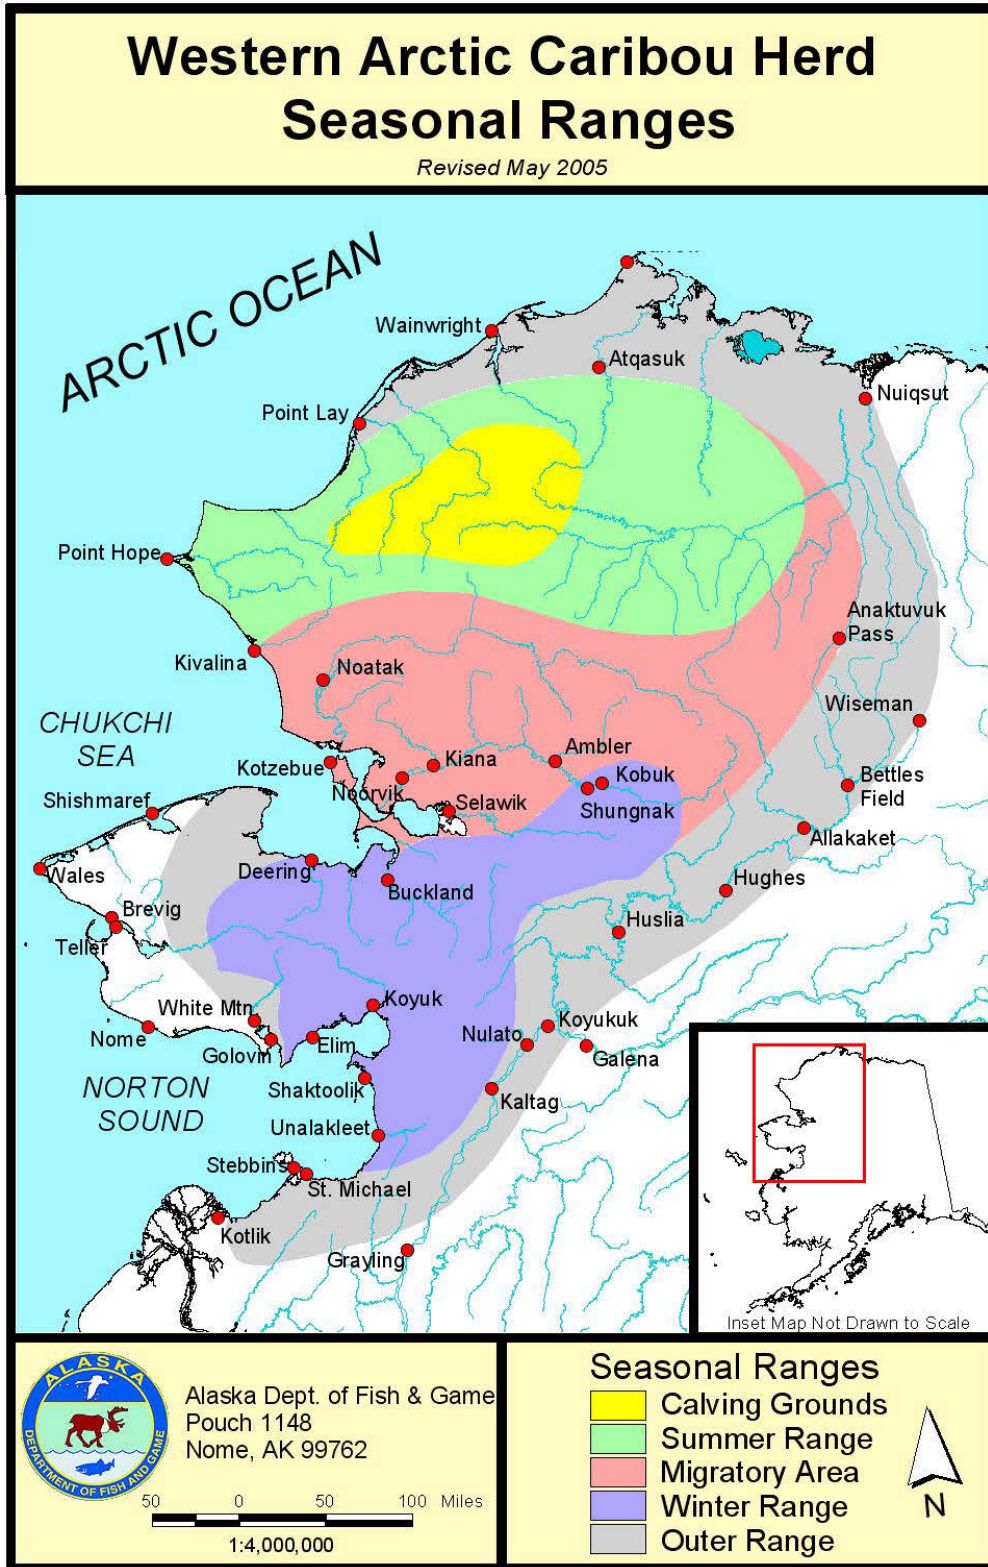 Western Arctic Caribou Herd
Seasonal Ranges
Revised May 2005
ARCTIC OCEAN
Wainwright
Atqasuk
Nuiqsut
Point Lay
Point Hope
Anaktuvuk
Pass
Kivalina
Noatak
Wiseman
CHUKCHI
SEA
Kotzebue
Kiana
Ambler
Noorvik
Kobuk
Bettles
Field
Shishmaref
Selawik
Shungnak
Allakaket
Wales
Deering
Buckland
Hughes
Brevig
Teller
Huslia
White Mtn
Koyuk
Nome
Golovin
Elim
Nulato
Koyukuk
Galena
NORTON
SOUND
Shaktoolik
Kaltag
Unalakleet
Stebbins
St. Michael
Kotlik
Grayling
Inset Map Not Drawn to Scale
ALASKA
DEPARTMENT OF FISH AND GAME
Alaska Dept. of Fish & Game
Pouch 1148
Nome, AK 99762
50 0 50 100 Miles
1:4,000,000
Seasonal Ranges
Calving Grounds
Summer Range
Migratory Area
Winter Range
Outer Range
N